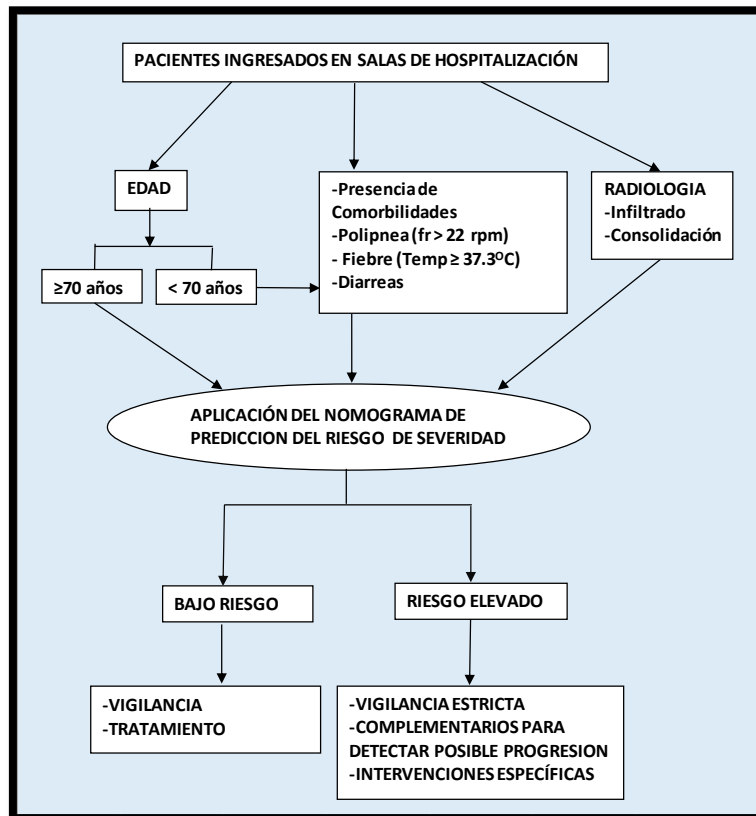 PACIENTES INGRESADOS EN SALAS DE HOSPITALIZACIÓN
EDAD
≥70 años
< 70 años
-Presencia de
Comorbilidades
-Polipnea (fr > 22 rpm)
- Fiebre (Temp ≥ 37.3ºC)
-Diarreas
RADIOLOGIA
-Infiltrado
-Consolidación
APLICACIÓN DEL NOMOGRAMA DE
PREDICCION DEL RIESGO DE SEVERIDAD
BAJO RIESGO
RIESGO ELEVADO
-VIGILANCIA
-TRATAMIENTO
-VIGILANCIA ESTRICTA
-COMPLEMENTARIOS PARA
DETECTAR POSIBLE PROGRESION
-INTERVENCIONES ESPECÍFICAS